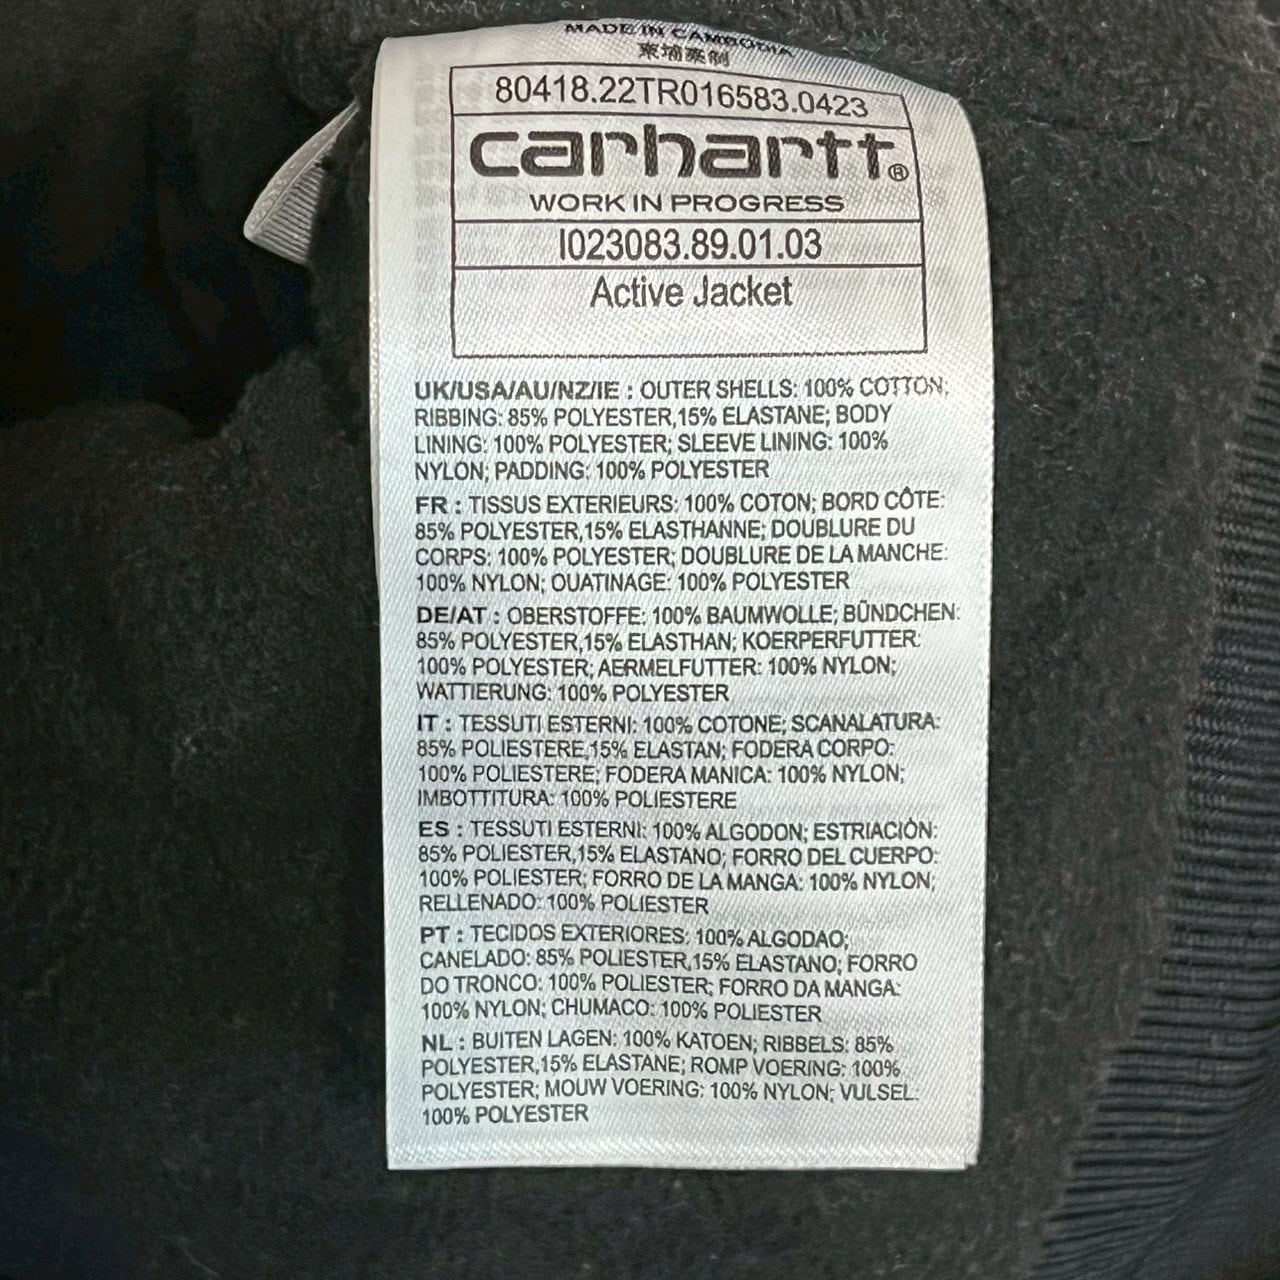 MADE IN CAMBODIA
柬埔寨制
80418.22TR016583.0423
carhartt®
WORK IN PROGRESS
I023083.89.01.03
Active Jacket
UK/USA/AU/NZ/IE : OUTER SHELLS: 100% COTTON;
RIBBING: 85% POLYESTER,15% ELASTANE; BODY
LINING: 100% POLYESTER; SLEEVE LINING: 100%
NYLON; PADDING: 100% POLYESTER
FR : TISSUS EXTERIEURS: 100% COTON; BORD CÔTE:
85% POLYESTER,15% ELASTHANNE; DOUBLURE DU
CORPS: 100% POLYESTER; DOUBLURE DE LA MANCHE:
100% NYLON; OUATINAGE: 100% POLYESTER
DE/AT : OBERSTOFFE: 100% BAUMWOLLE; BÜNDCHEN:
85% POLYESTER,15% ELASTHAN; KOERPERFUTTER:
100% POLYESTER; AERMELFUTTER: 100% NYLON;
WATTIERUNG: 100% POLYESTER
IT : TESSUTI ESTERNI: 100% COTONE; SCANALATURA:
85% POLIESTERE,15% ELASTAN; FODERA CORPO:
100% POLIESTERE; FODERA MANICA: 100% NYLON;
IMBOTTITURA: 100% POLIESTERE
ES : TESSUTI ESTERNI: 100% ALGODON; ESTRIACIÒN:
85% POLIESTER,15% ELASTANO; FORRO DEL CUERPO:
100% POLIESTER; FORRO DE LA MANGA: 100% NYLON;
RELLENADO: 100% POLIESTER
PT : TECIDOS EXTERIORES: 100% ALGODAO;
CANELADO: 85% POLIESTER,15% ELASTANO; FORRO
DO TRONCO: 100% POLIESTER; FORRO DA MANGA:
100% NYLON; CHUMACO: 100% POLIESTER
NL : BUITEN LAGEN: 100% KATOEN; RIBBELS: 85%
POLYESTER,15% ELASTANE; ROMP VOERING: 100%
POLYESTER; MOUW VOERING: 100% NYLON; VULSEL:
100% POLYESTER